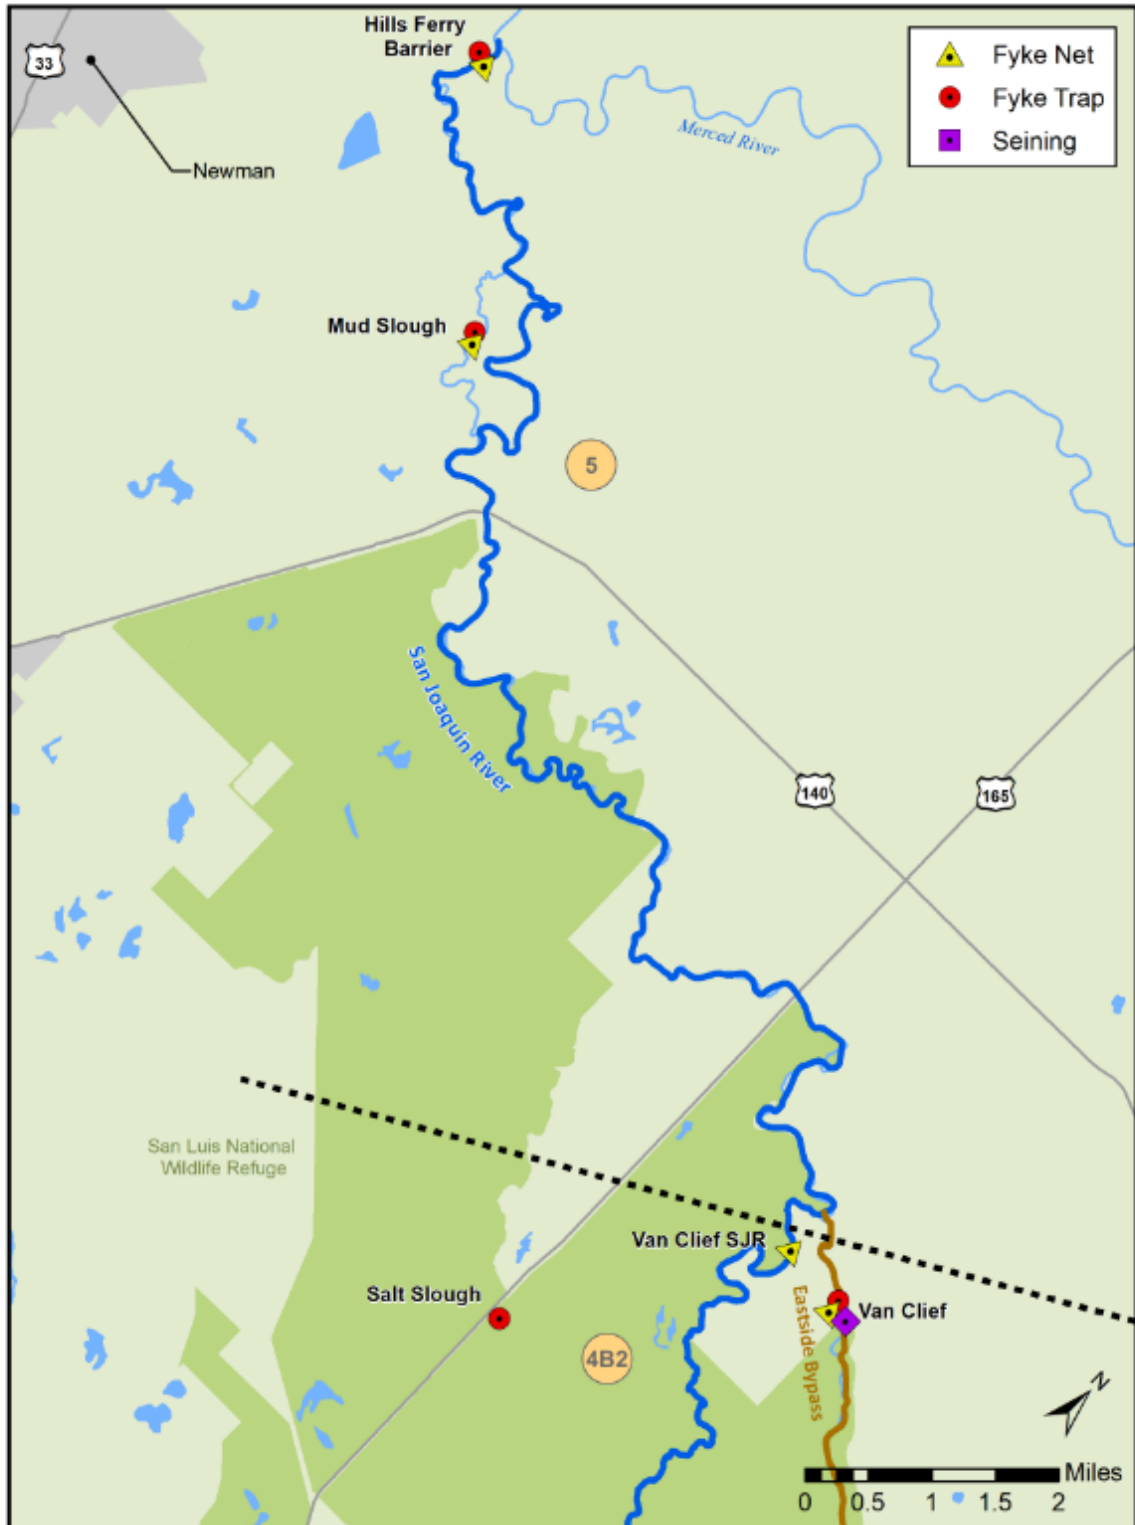 Hills Ferry
Barrier
33
Newman
Merced River
Fyke Net
Fyke Trap
Seining
Mud Slough
5
San Joaquin River
140
165
San Luis National
Wildlife Refuge
Van Clief SJR
Salt Slough
Van Clief
4B2
Eastside Bypass
N
Miles
0 0.5 1 1.5 2